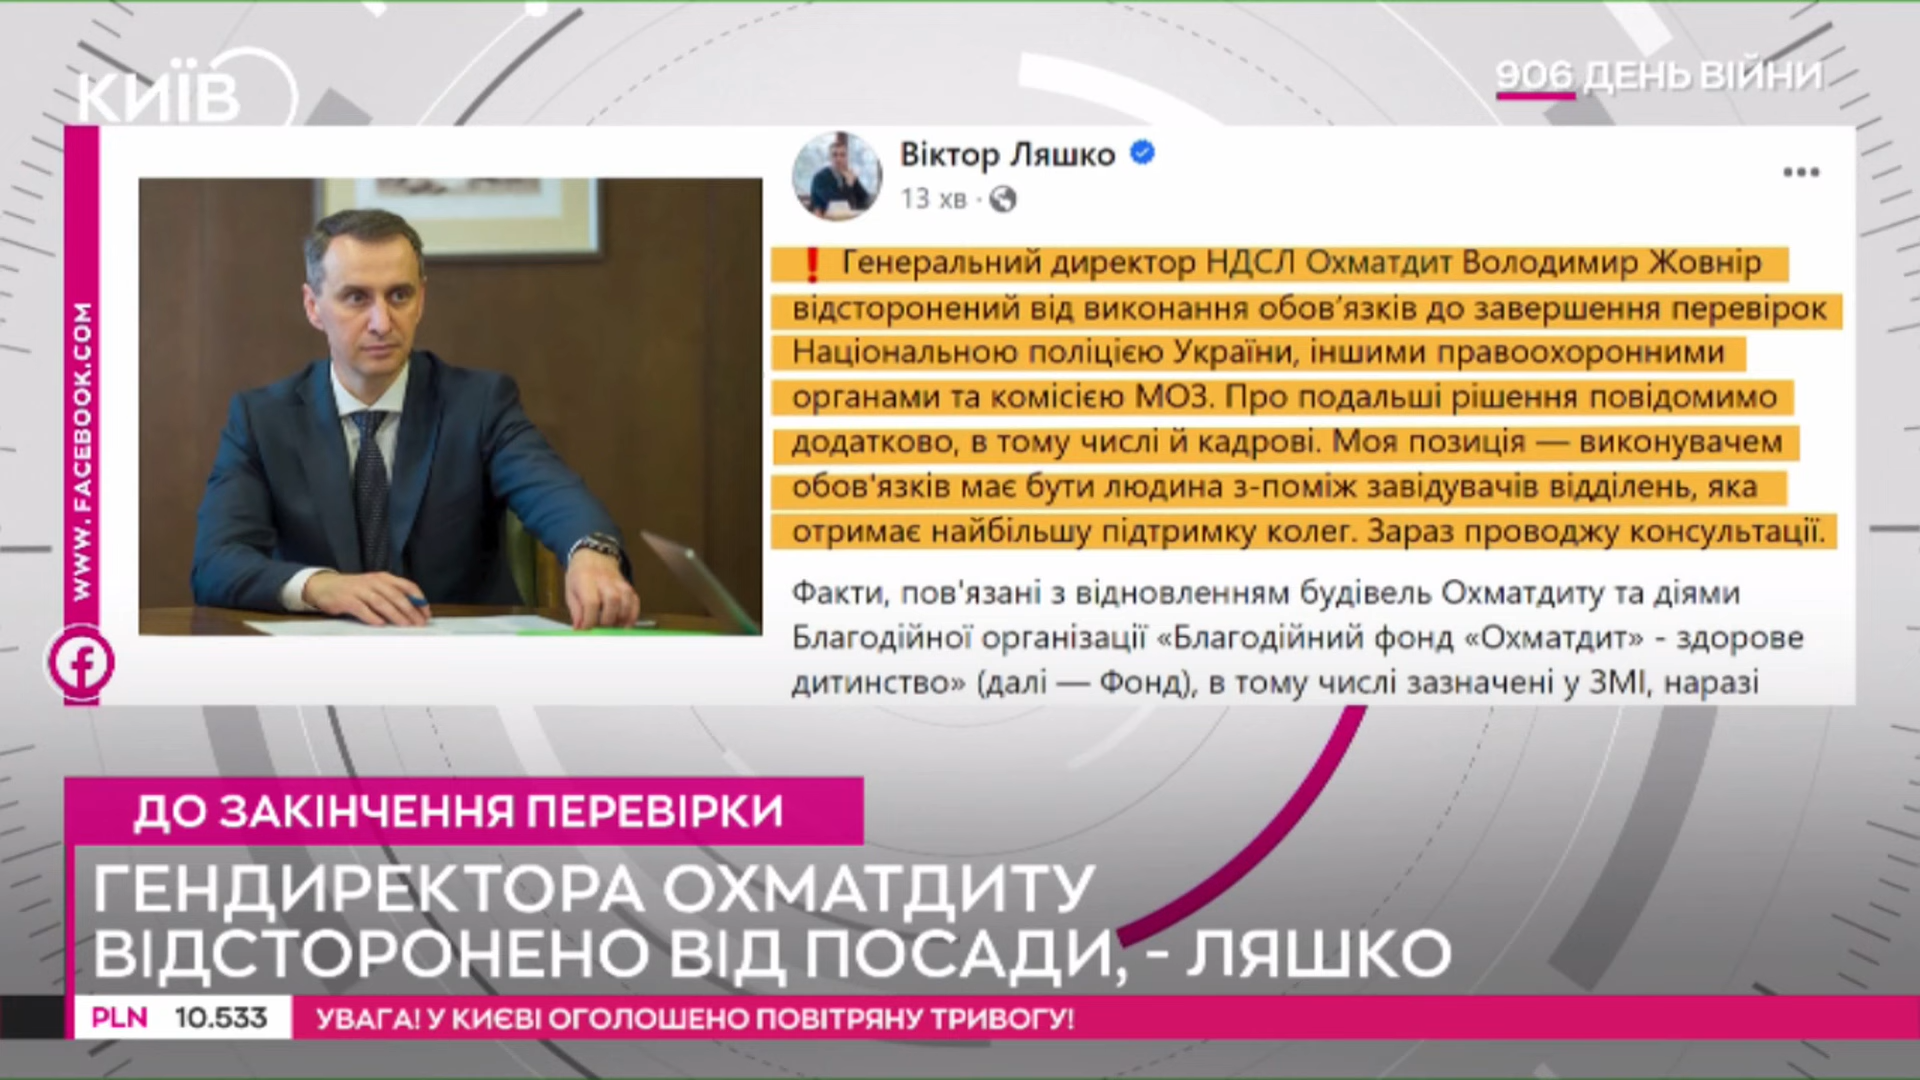 КИЇВ
906 ДЕНЬ ВІЙНИ
WWW.FACEBOOK.COM
Віктор Ляшко
13 хв ·
❗ Генеральний директор НДСЛ Охматдит Володимир Жовнір
відсторонений від виконання обов’язків до завершення перевірок
Національною поліцією України, іншими правоохоронними
органами та комісією МОЗ. Про подальші рішення повідомимо
додатково, в тому числі й кадрові. Моя позиція — виконувачем
обов'язків має бути людина з-поміж завідувачів відділень, яка
отримає найбільшу підтримку колег. Зараз проводжу консультації.
Факти, пов'язані з відновленням будівель Охматдиту та діями
Благодійної організації «Благодійний фонд «Охматдит» - здорове
дитинство» (далі — Фонд), в тому числі зазначені у ЗМІ, наразі
ДО ЗАКІНЧЕННЯ ПЕРЕВІРКИ
ГЕНДИРЕКТОРА ОХМАТДИТУ
ВІДСТОРОНЕНО ВІД ПОСАДИ, - ЛЯШКО
PLN 10.533 УВАГА! У КИЄВІ ОГОЛОШЕНО ПОВІТРЯНУ ТРИВОГУ!